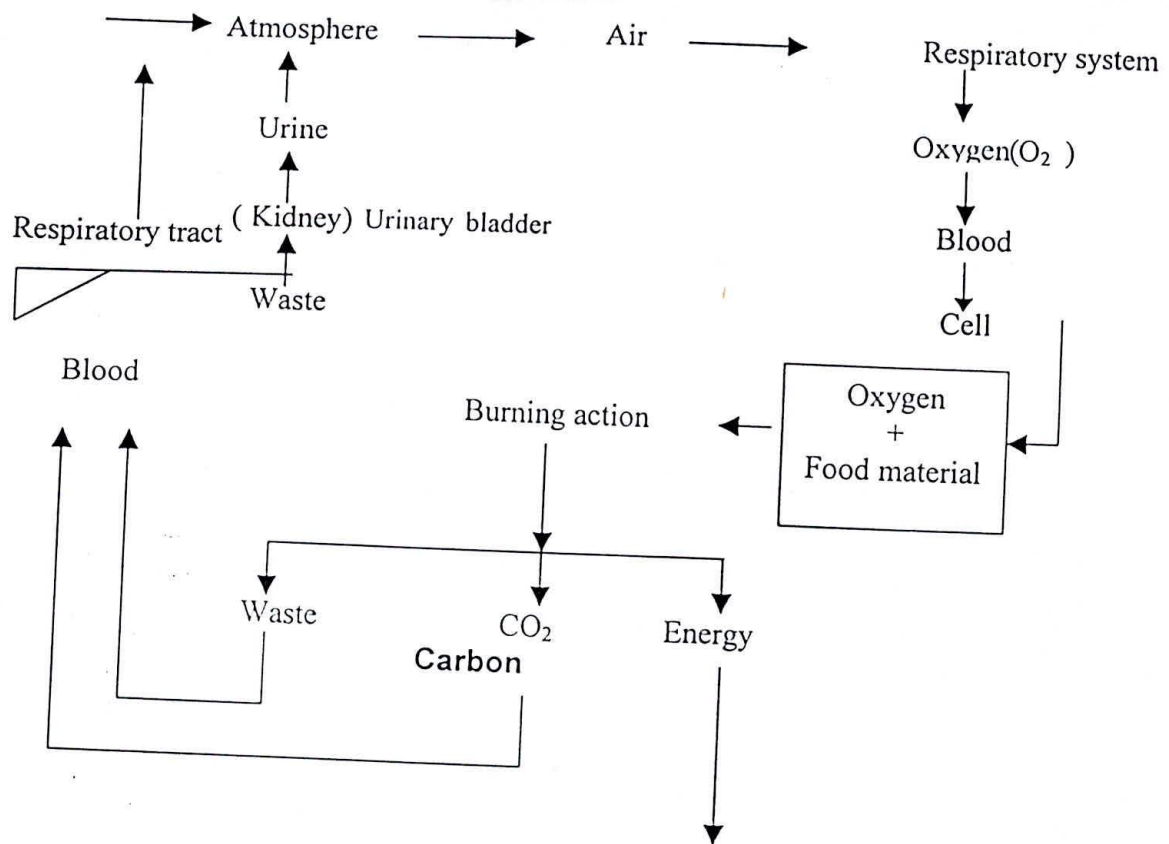 Atmosphere
Air
Respiratory system
Urine
Oxygen(O₂ )
Respiratory tract
( Kidney) Urinary bladder
Blood
Waste
Cell
Blood
Oxygen
+
Food material
Burning action
Waste
CO₂
Energy
Carbon